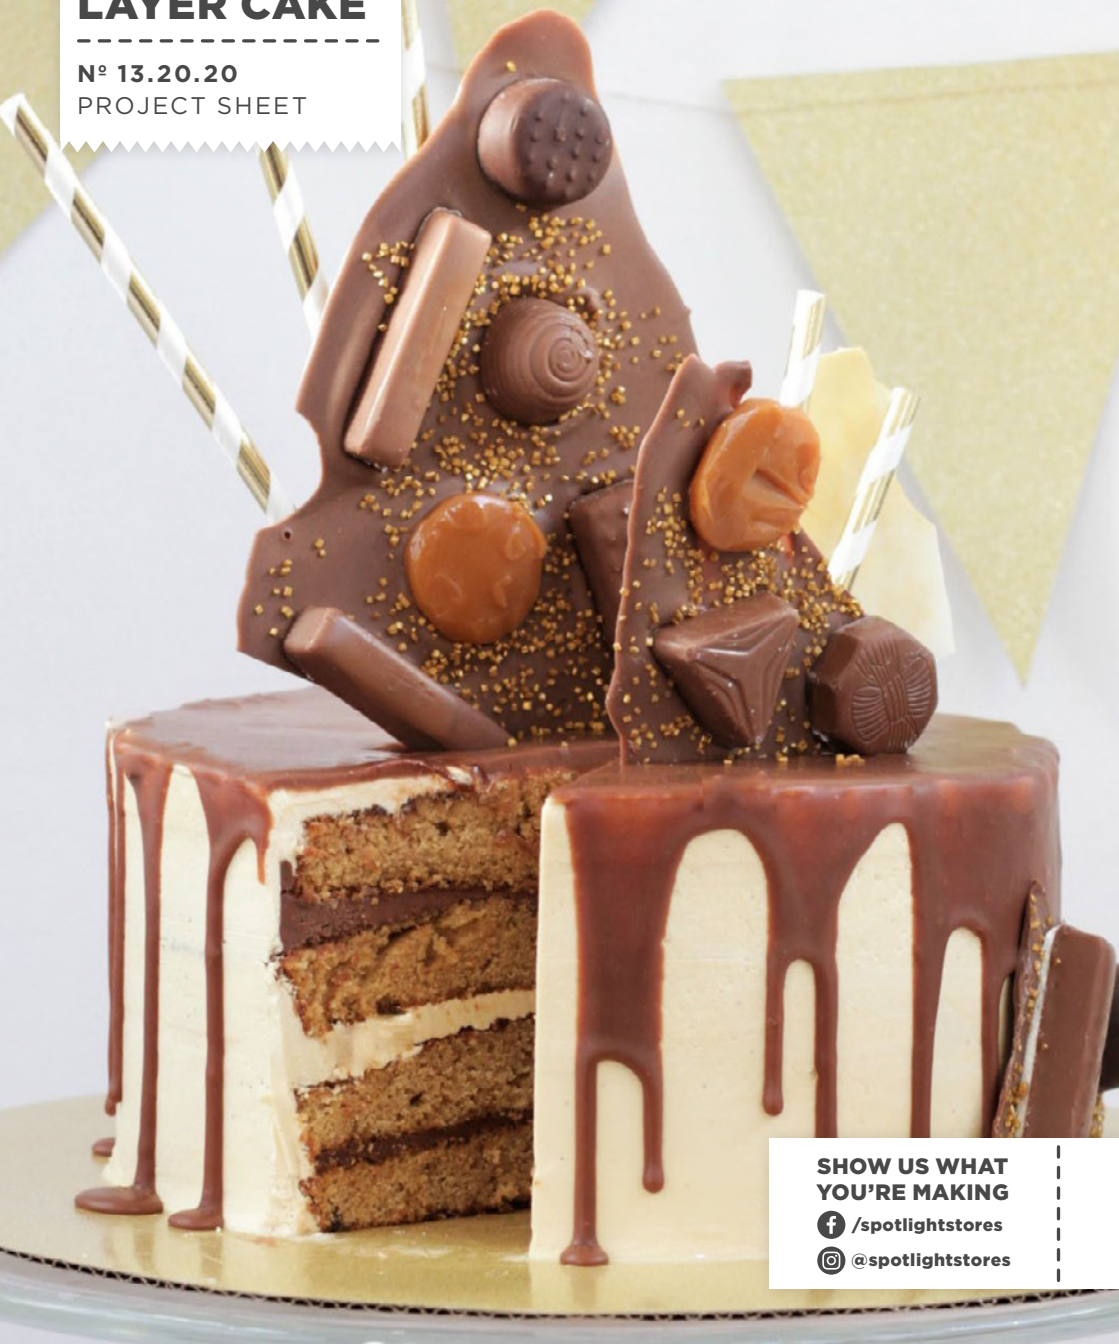 LAYER CAKE
Nº 13.20.20
PROJECT SHEET
SHOW US WHAT
YOU'RE MAKING
/spotlightstores
@spotlightstores